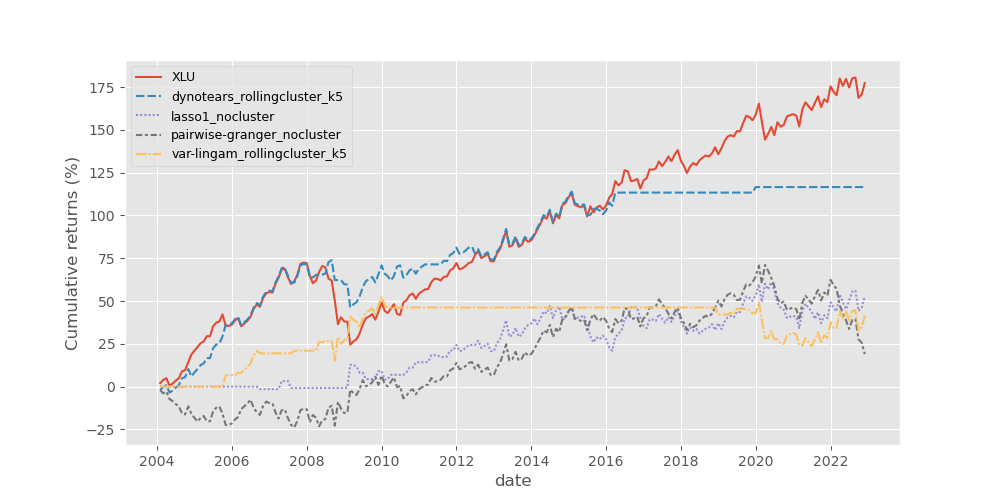 XLU
dynotears_rollingcluster_k5
lasso1_nocluster
pairwise-granger_nocluster
var-lingam_rollingcluster_k5
Cumulative returns (%)
175
150
125
100
75
50
25
0
−25
2004 2006 2008 2010 2012 2014 2016 2018 2020 2022
date